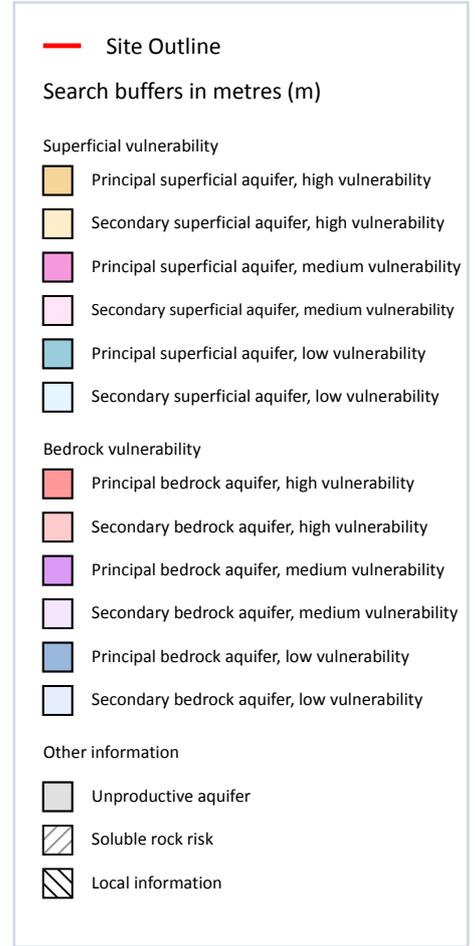 Site Outline
Search buffers in metres (m)
Superficial vulnerability
Principal superficial aquifer, high vulnerability
Secondary superficial aquifer, high vulnerability
Principal superficial aquifer, medium vulnerability
Secondary superficial aquifer, medium vulnerability
Principal superficial aquifer, low vulnerability
Secondary superficial aquifer, low vulnerability
Bedrock vulnerability
Principal bedrock aquifer, high vulnerability
Secondary bedrock aquifer, high vulnerability
Principal bedrock aquifer, medium vulnerability
Secondary bedrock aquifer, medium vulnerability
Principal bedrock aquifer, low vulnerability
Secondary bedrock aquifer, low vulnerability
Other information
Unproductive aquifer
Soluble rock risk
Local information